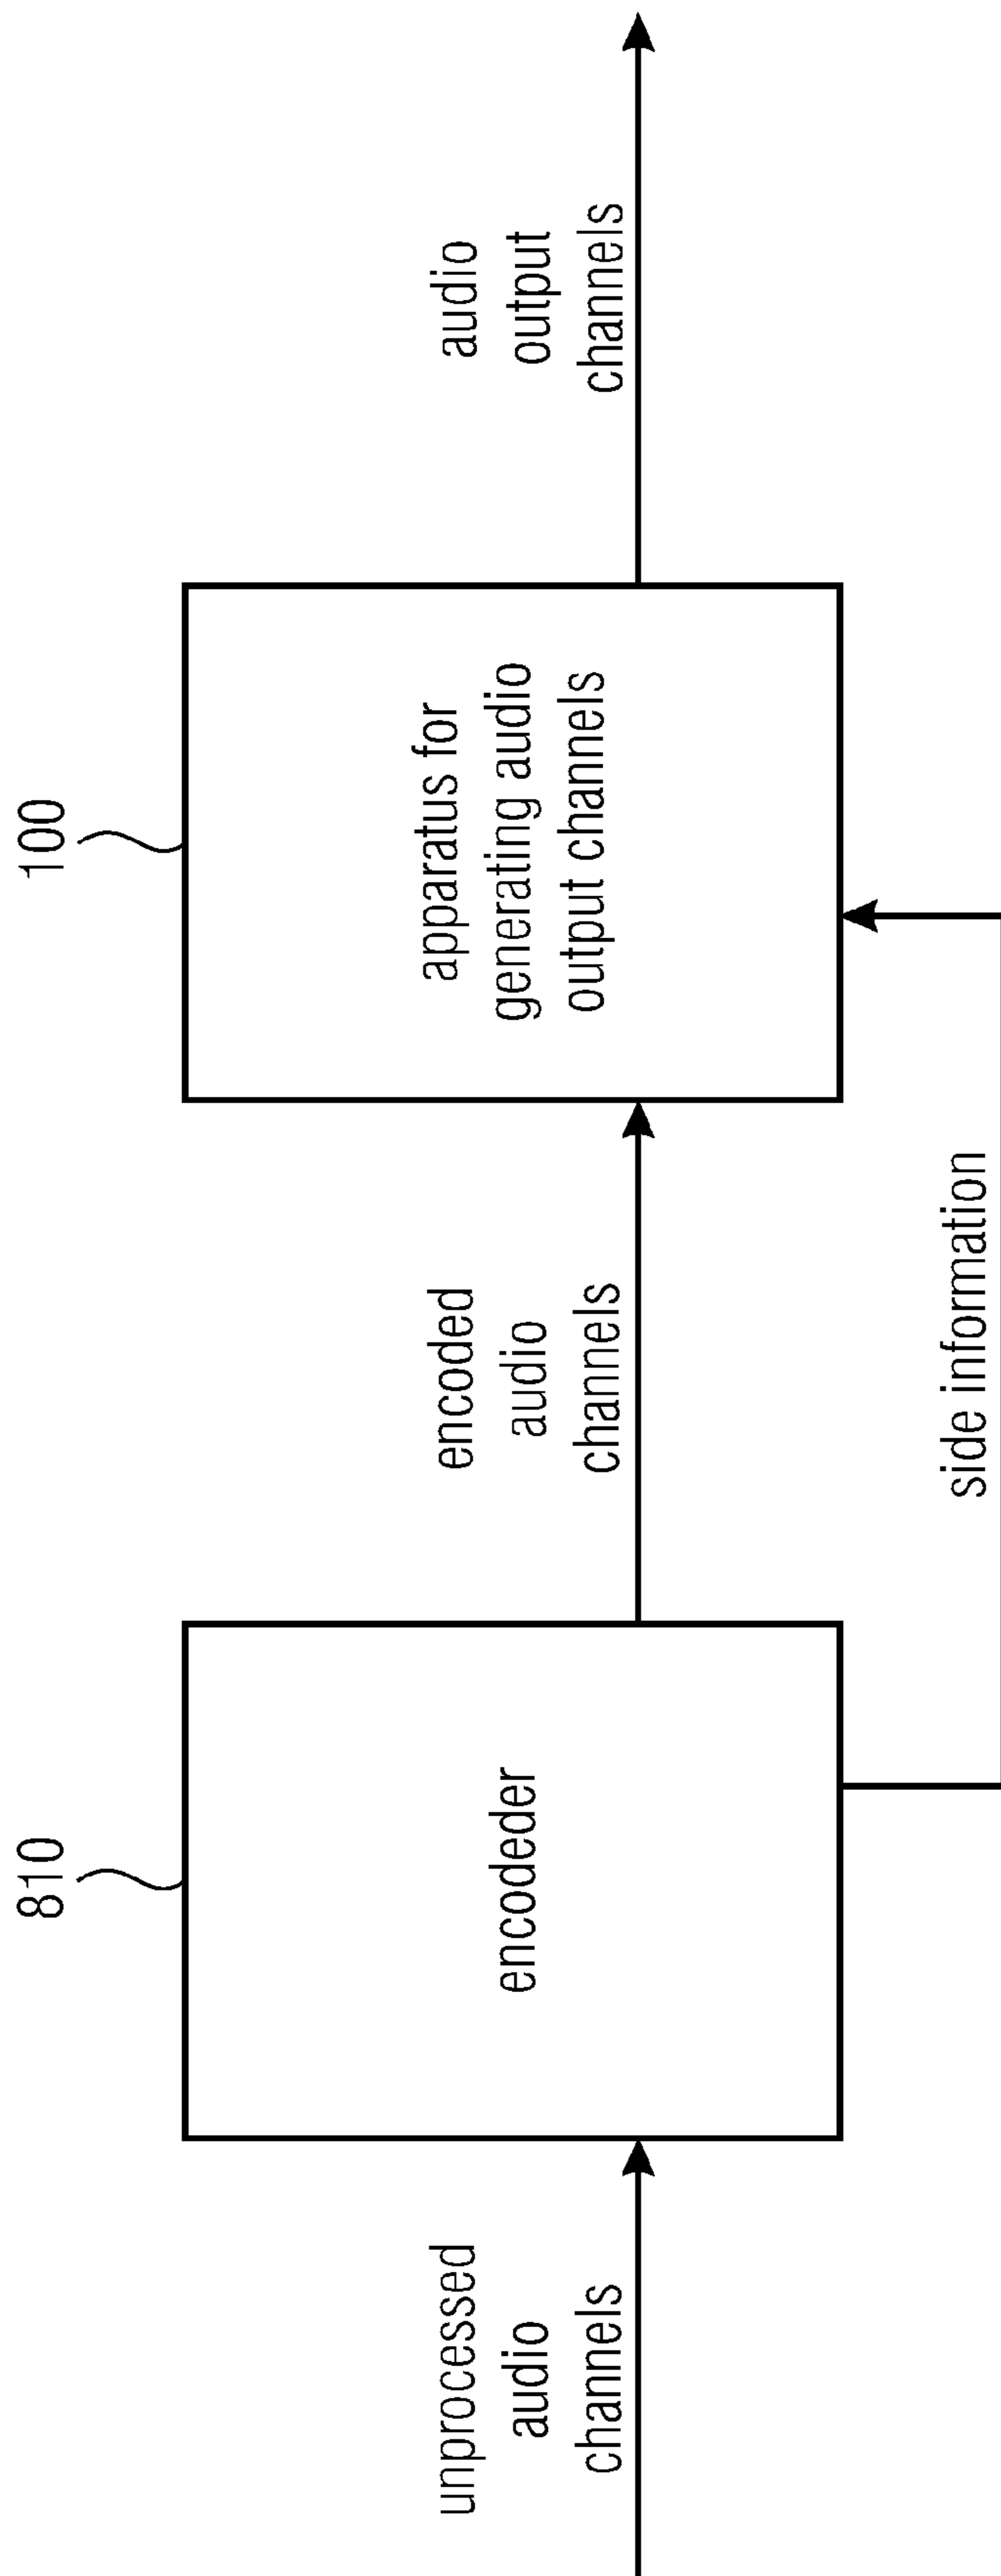 unprocessed
audio
channels
810
encodeder
encoded
audio
channels
side information
100
apparatus for
generating audio
output channels
audio
output
channels